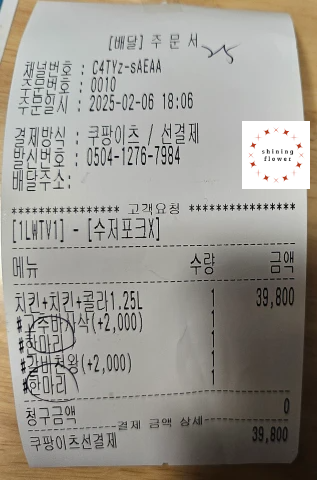 [배달] 주 문 서
25
채널번호 : C4TYz-sAEAA
주문번호 : 0010
주문일시 : 2025-02-06 18:06
shining
flower
결제방식 : 쿠팡이츠 / 선결제
발신번호 : 0504-1276-7984
배달주소:
**************** 고객요청 ****************
[1LWTV1] - [수저포크X]
메뉴 수량 금액
치킨+치킨+콜라1.25L 1 39,800
바사삭(+2,000) 1
#한마리 1
#갈비천왕(+2,000) 1
#한마리 1
청구금액 0
결제 금액 상세
쿠팡이츠선결제 39,800